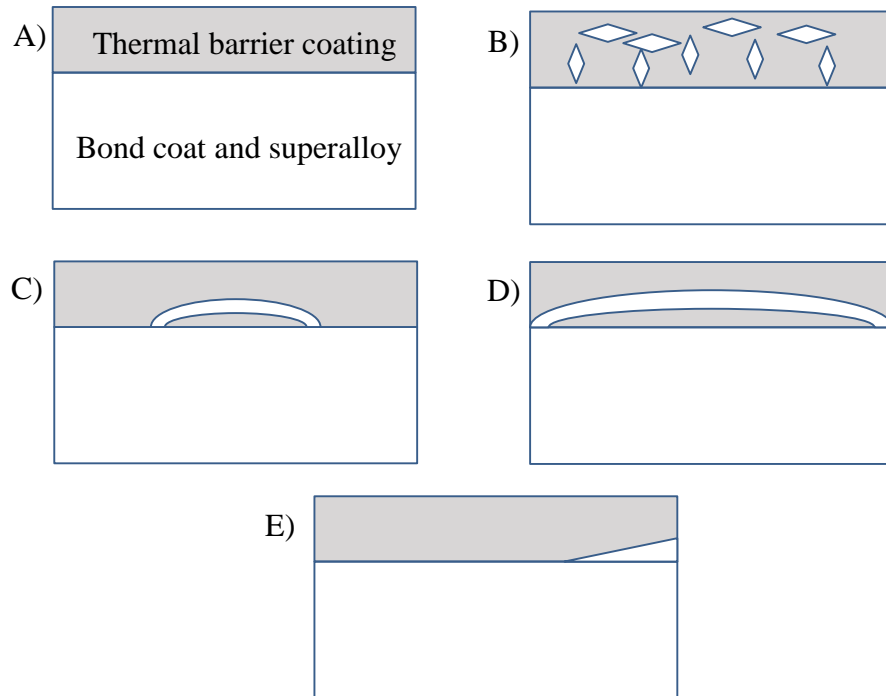 A)
Thermal barrier coating
Bond coat and superalloy
B)
C)
D)
E)